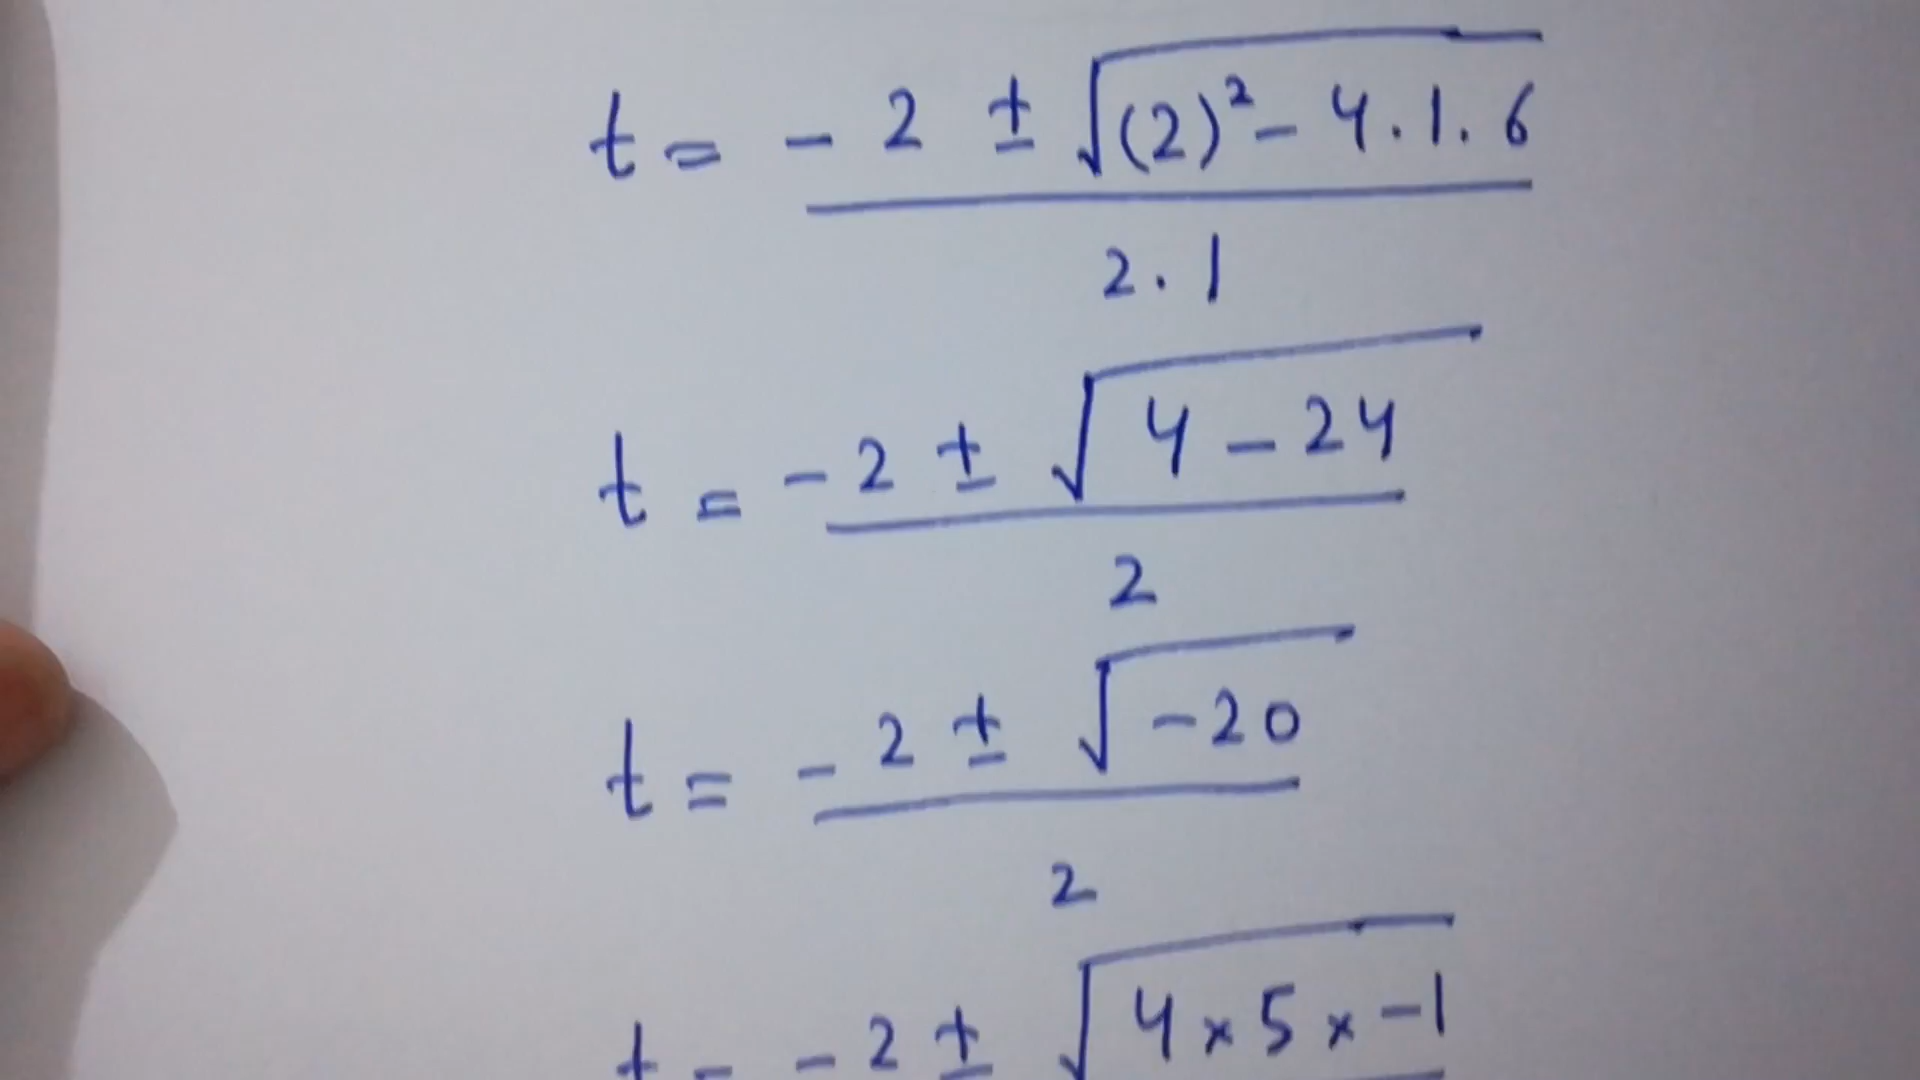 t = - 2 ± √(2)² - 4 . 1 . 6
2 . 1
t = - 2 ± √4 - 24
2
t = - 2 ± √-20
2
t = - 2 ± √4 × 5 × -1